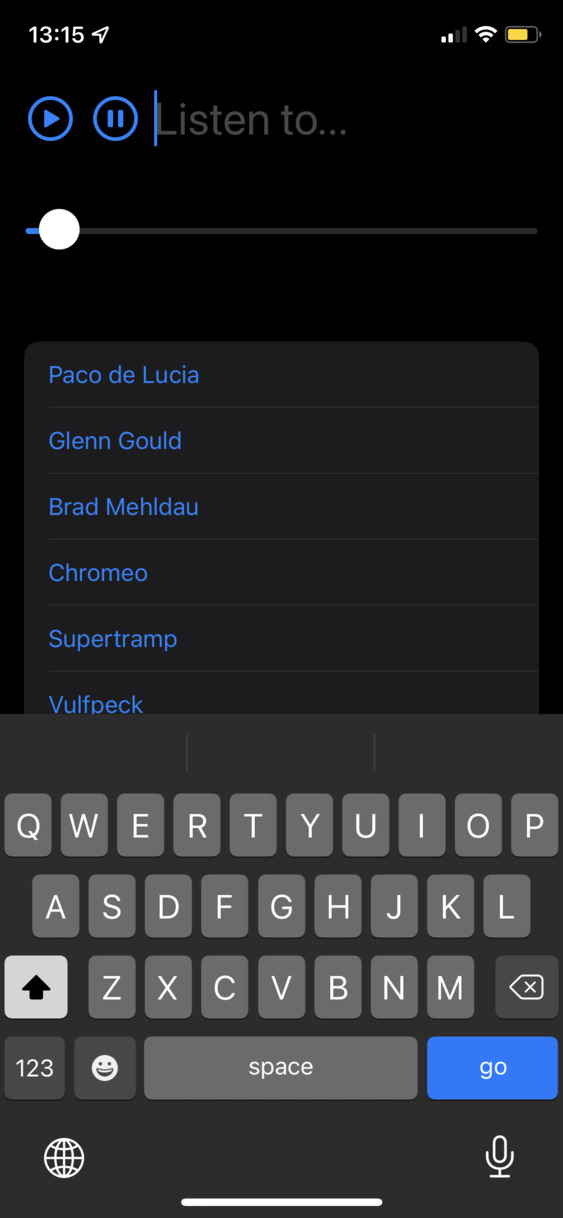 13:15
Listen to...
Paco de Lucia
Glenn Gould
Brad Mehldau
Chromeo
Supertramp
Vulfpeck
Q W E R T Y U I O P
A S D F G H J K L
Z X C V B N M
123 space go